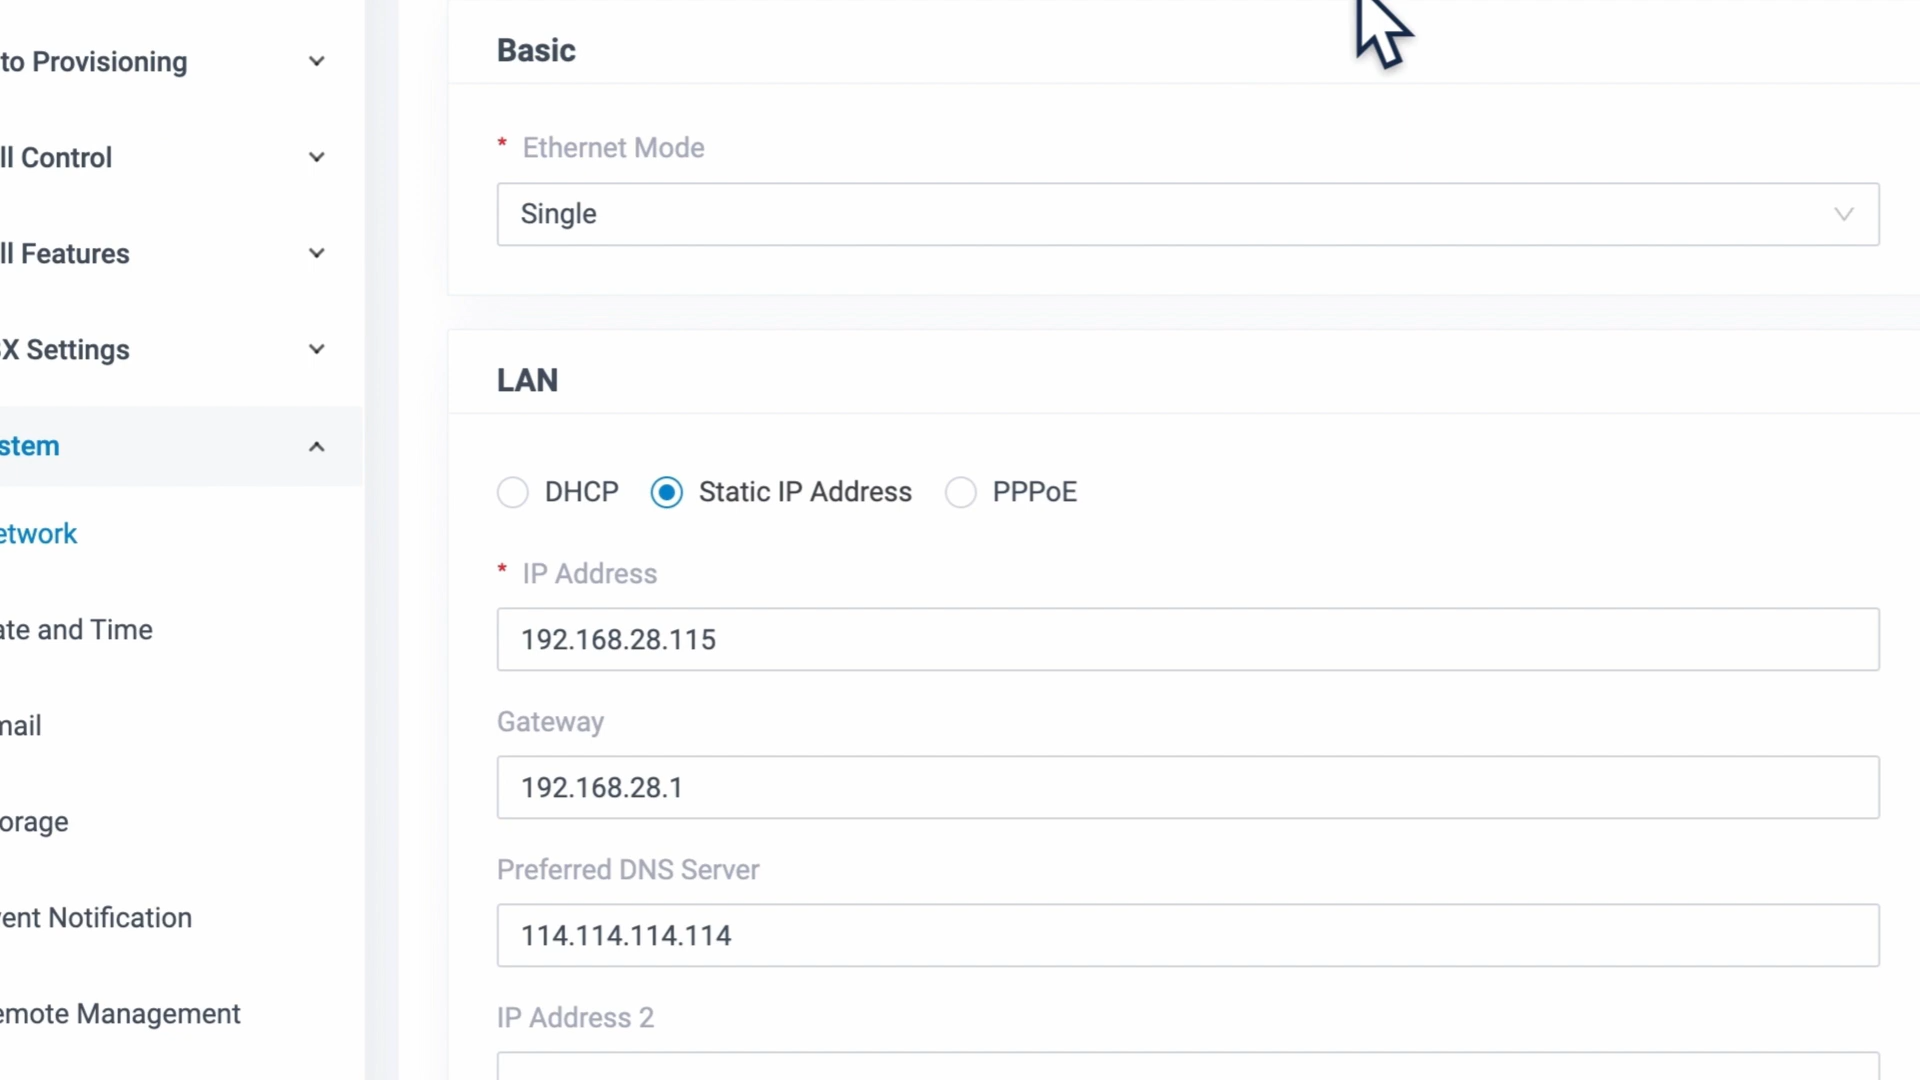 to Provisioning
ll Control
ll Features
X Settings
stem
etwork
ate and Time
mail
orage
ent Notification
emote Management
Basic
* Ethernet Mode
Single
LAN
DHCP Static IP Address PPPoE
* IP Address
192.168.28.115
Gateway
192.168.28.1
Preferred DNS Server
114.114.114.114
IP Address 2